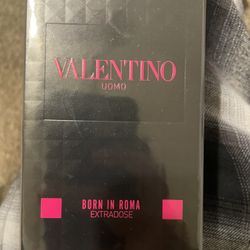 VALENTINO
UOMO
BORN IN ROMA
EXTRADOSE